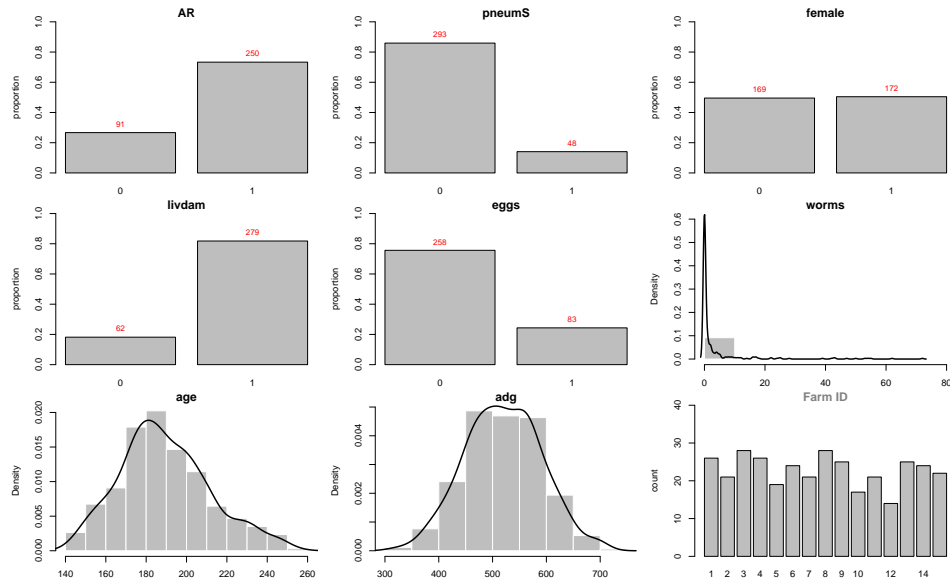 AR
pneumS
female
proportion
0.0 0.2 0.4 0.6 0.8 1.0
91
250
0 1
proportion
0.0 0.2 0.4 0.6 0.8 1.0
293
48
0 1
proportion
0.0 0.2 0.4 0.6 0.8 1.0
169 172
0 1
livdam
eggs
worms
proportion
0.0 0.2 0.4 0.6 0.8 1.0
62
279
0 1
proportion
0.0 0.2 0.4 0.6 0.8 1.0
258
83
0 1
Density
0.0 0.1 0.2 0.3 0.4 0.5 0.6
0 20 40 60 80
age
adg
Farm ID
Density
0.000 0.005 0.010 0.015 0.020
140 160 180 200 220 240 260
Density
0.000 0.002 0.004
300 400 500 600 700
count
0 10 20 30 40
1 2 3 4 5 6 7 8 9 10 12 14